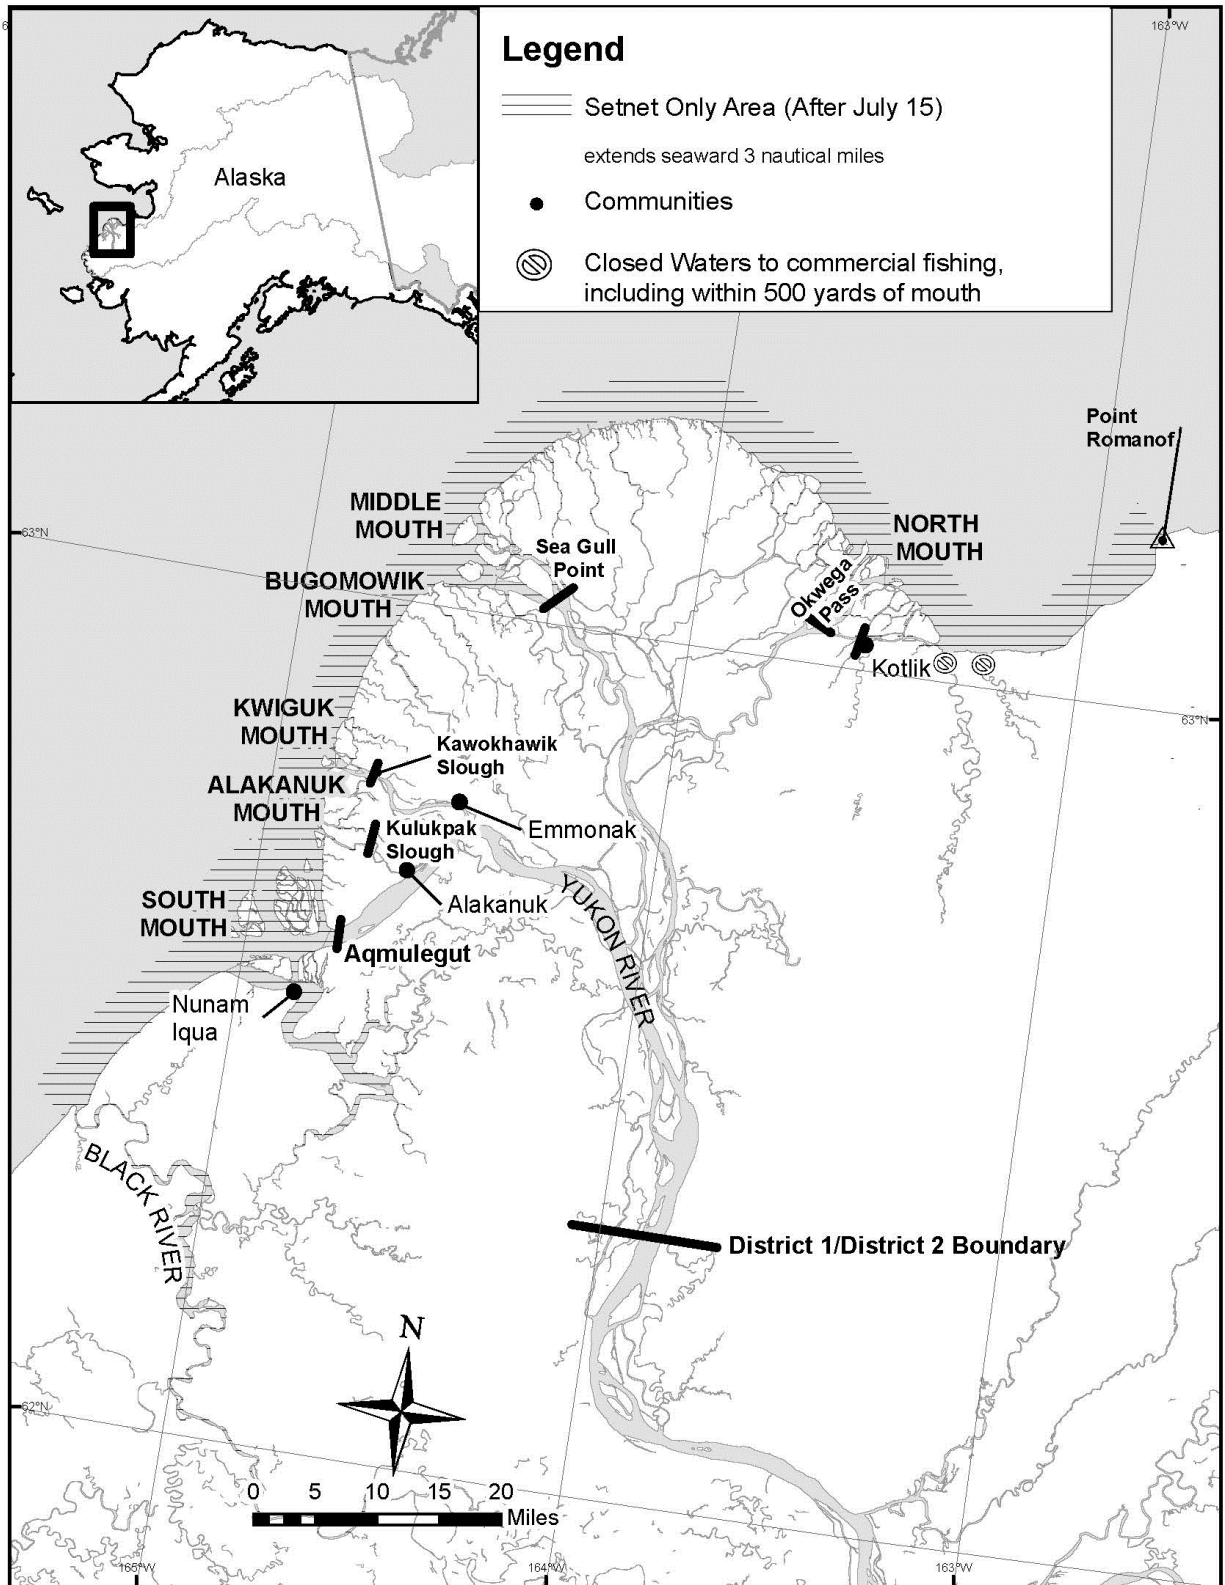 6
163°W
Legend
Setnet Only Area (After July 15)
extends seaward 3 nautical miles
Communities
Closed Waters to commercial fishing,
including within 500 yards of mouth
Alaska
Point
Romanof
MIDDLE
MOUTH
63°N
NORTH
MOUTH
Sea Gull
Point
BUGOMOWIK
MOUTH
Okwega
Pass
Kotlik
KWIGUK
MOUTH
63°N
Kawokhawik
Slough
ALAKANUK
MOUTH
Emmonak
Kulukpak
Slough
Alakanuk
SOUTH
MOUTH
YUKON RIVER
Aqmulegut
Nunam
Iqua
BLACK RIVER
District 1/District 2 Boundary
N
62°N
0 5 10 15 20
Miles
165°W
164°W
163°W